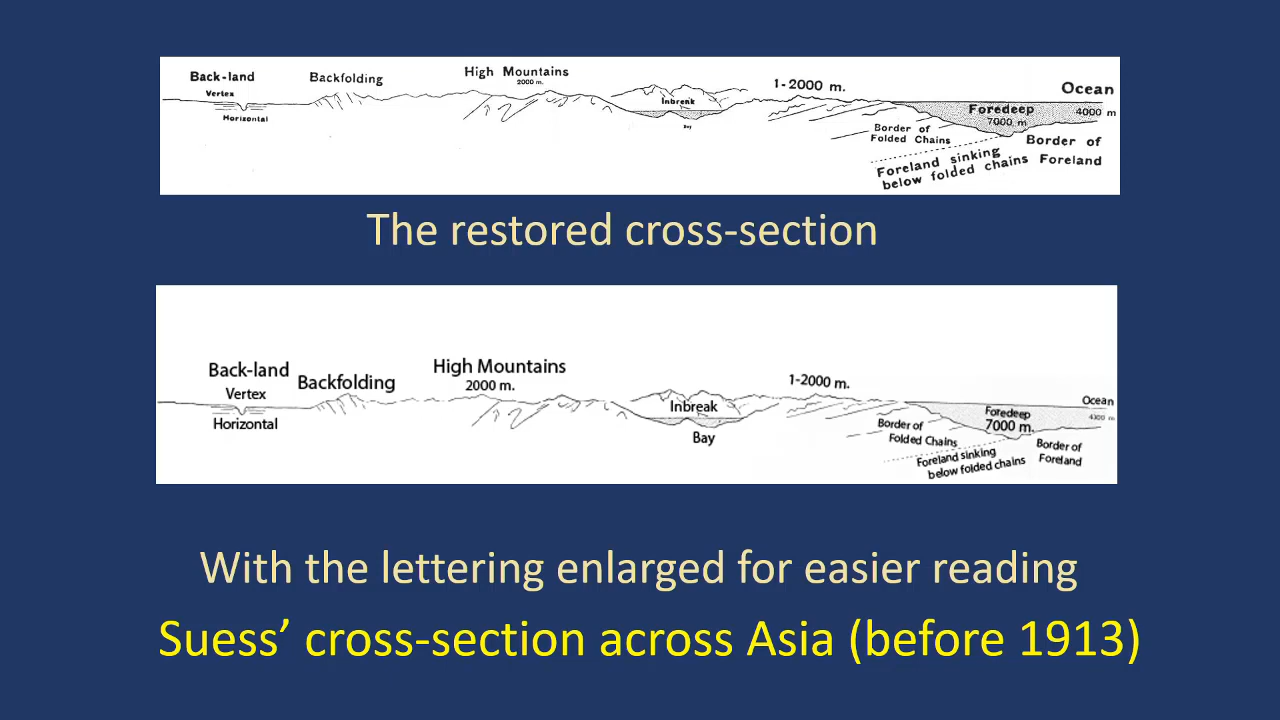 Back-land
Vertex
Horizontal
Backfolding
High Mountains
2000 m.
Inbreak
Bay
1-2000 m.
Ocean
Foredeep
7000 m
4000 m
Border of
Folded Chains
Border of
Foreland
Foreland sinking
below folded chains
The restored cross-section
Back-land
Vertex
Horizontal
Backfolding
High Mountains
2000 m.
Inbreak
Bay
1-2000 m.
Ocean
Foredeep
7000 m.
Border of
Folded Chains
Border of
Foreland
Foreland sinking
below folded chains
With the lettering enlarged for easier reading
Suess’ cross-section across Asia (before 1913)